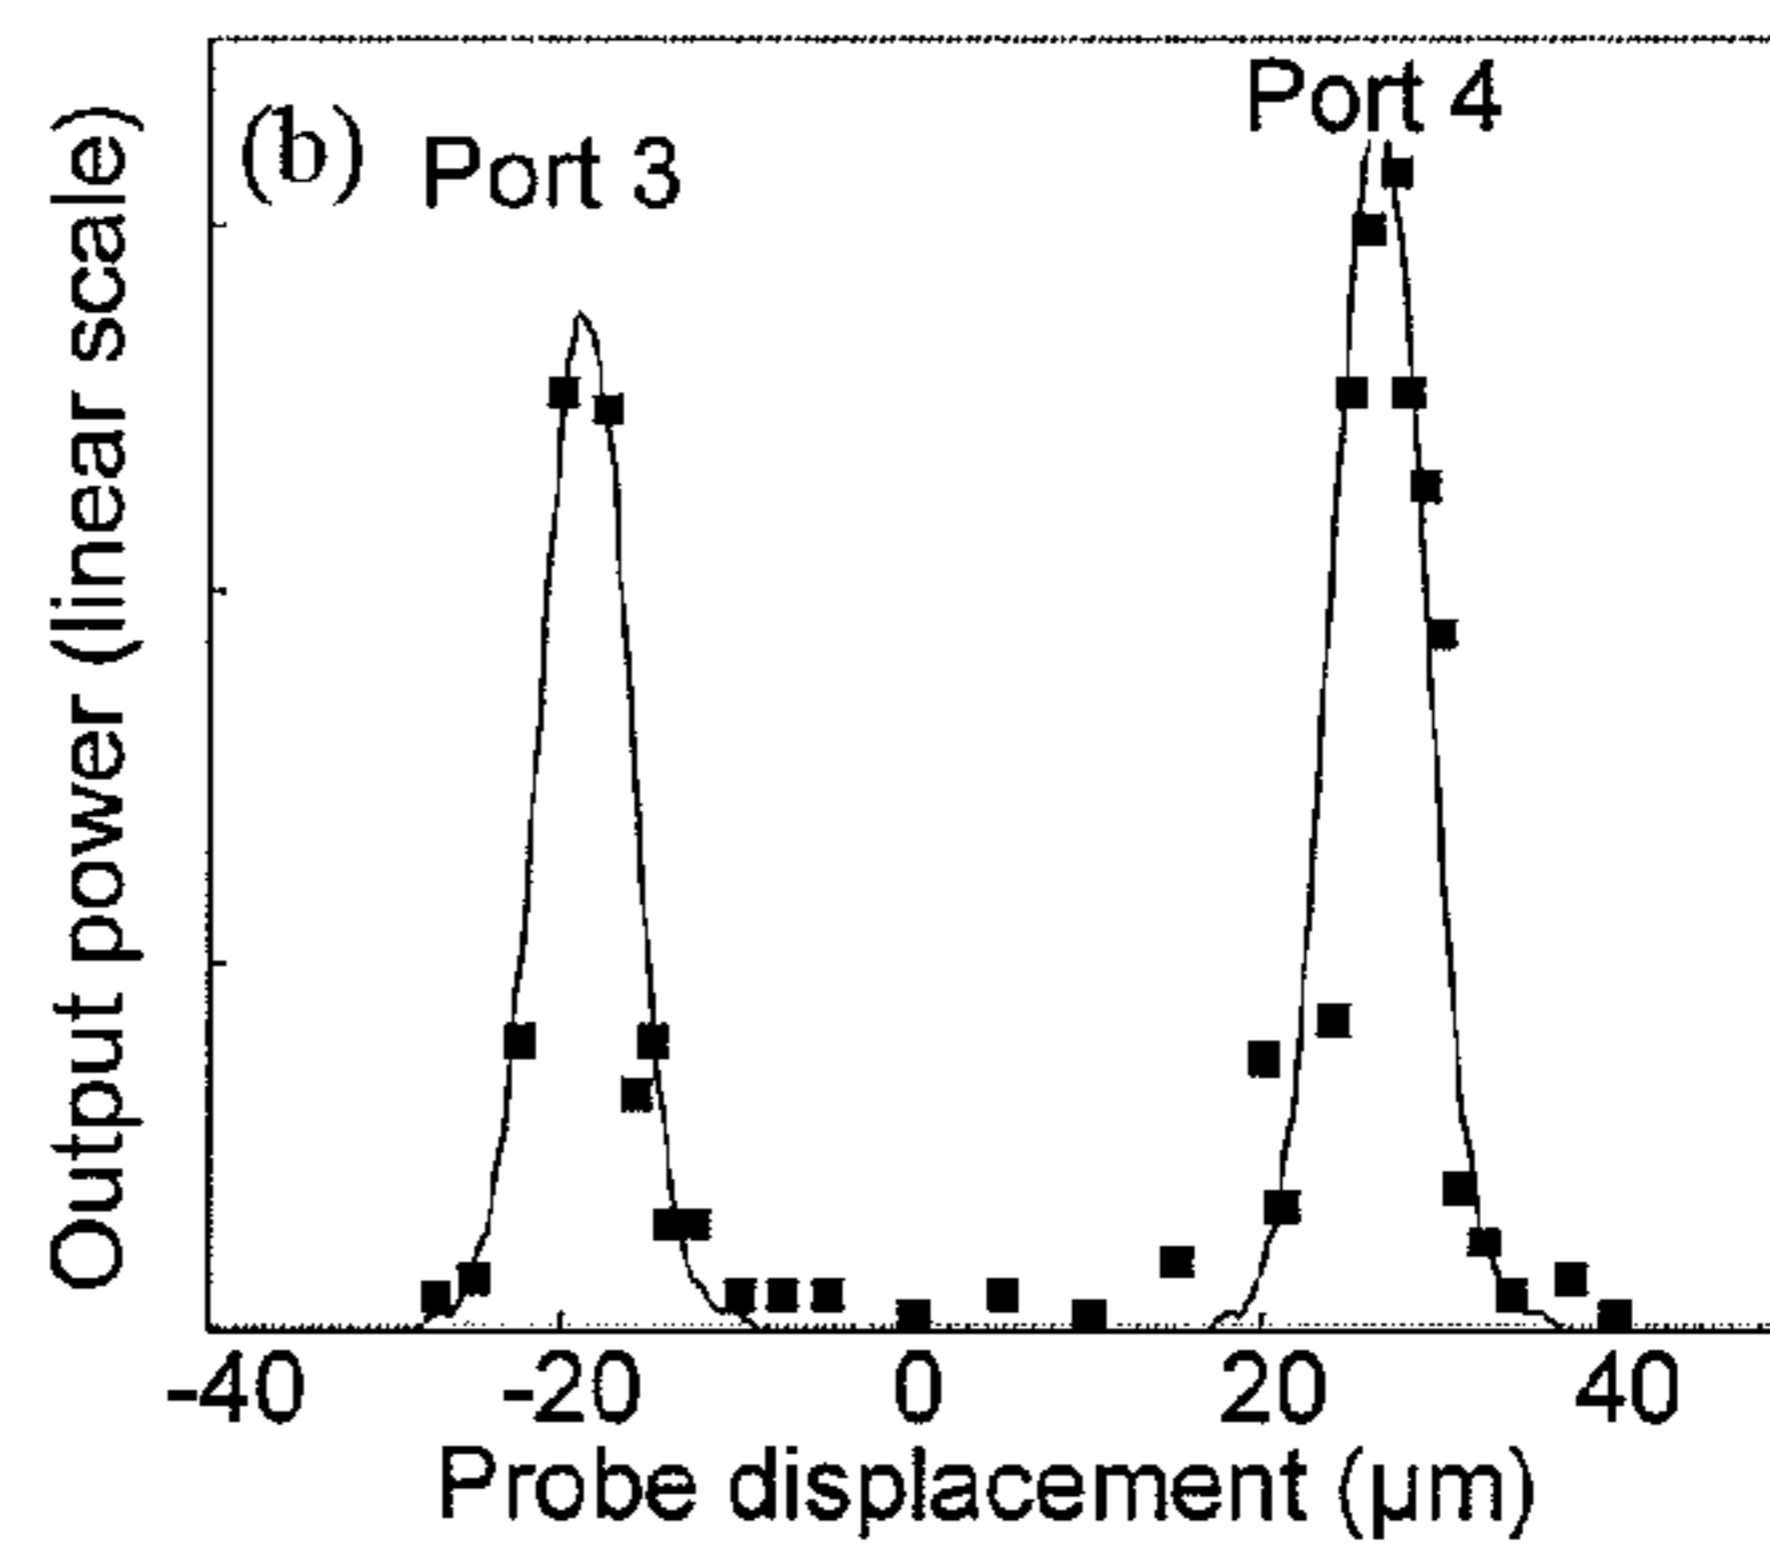 Port 4
(b) Port 3
Output power (linear scale)
-40 -20 0 20 40
Probe displacement (µm)